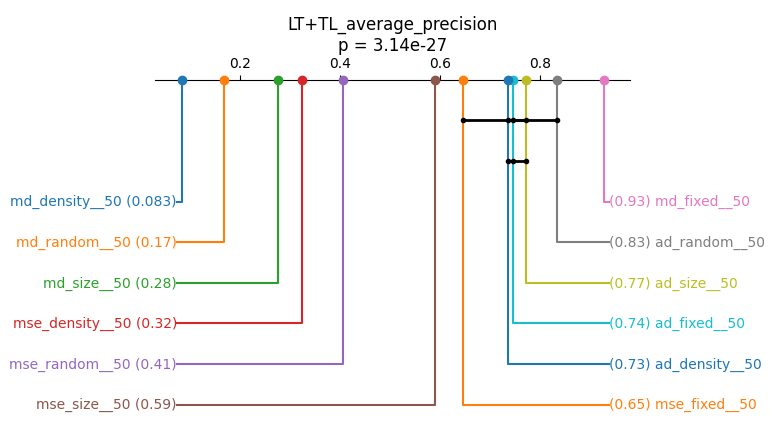 LT+TL_average_precision
p = 3.14e-27
0.2 0.4 0.6 0.8
md_density__50 (0.083) (0.93) md_fixed__50
md_random__50 (0.17) (0.83) ad_random__50
md_size__50 (0.28) (0.77) ad_size__50
mse_density__50 (0.32) (0.74) ad_fixed__50
mse_random__50 (0.41) (0.73) ad_density__50
mse_size__50 (0.59) (0.65) mse_fixed__50